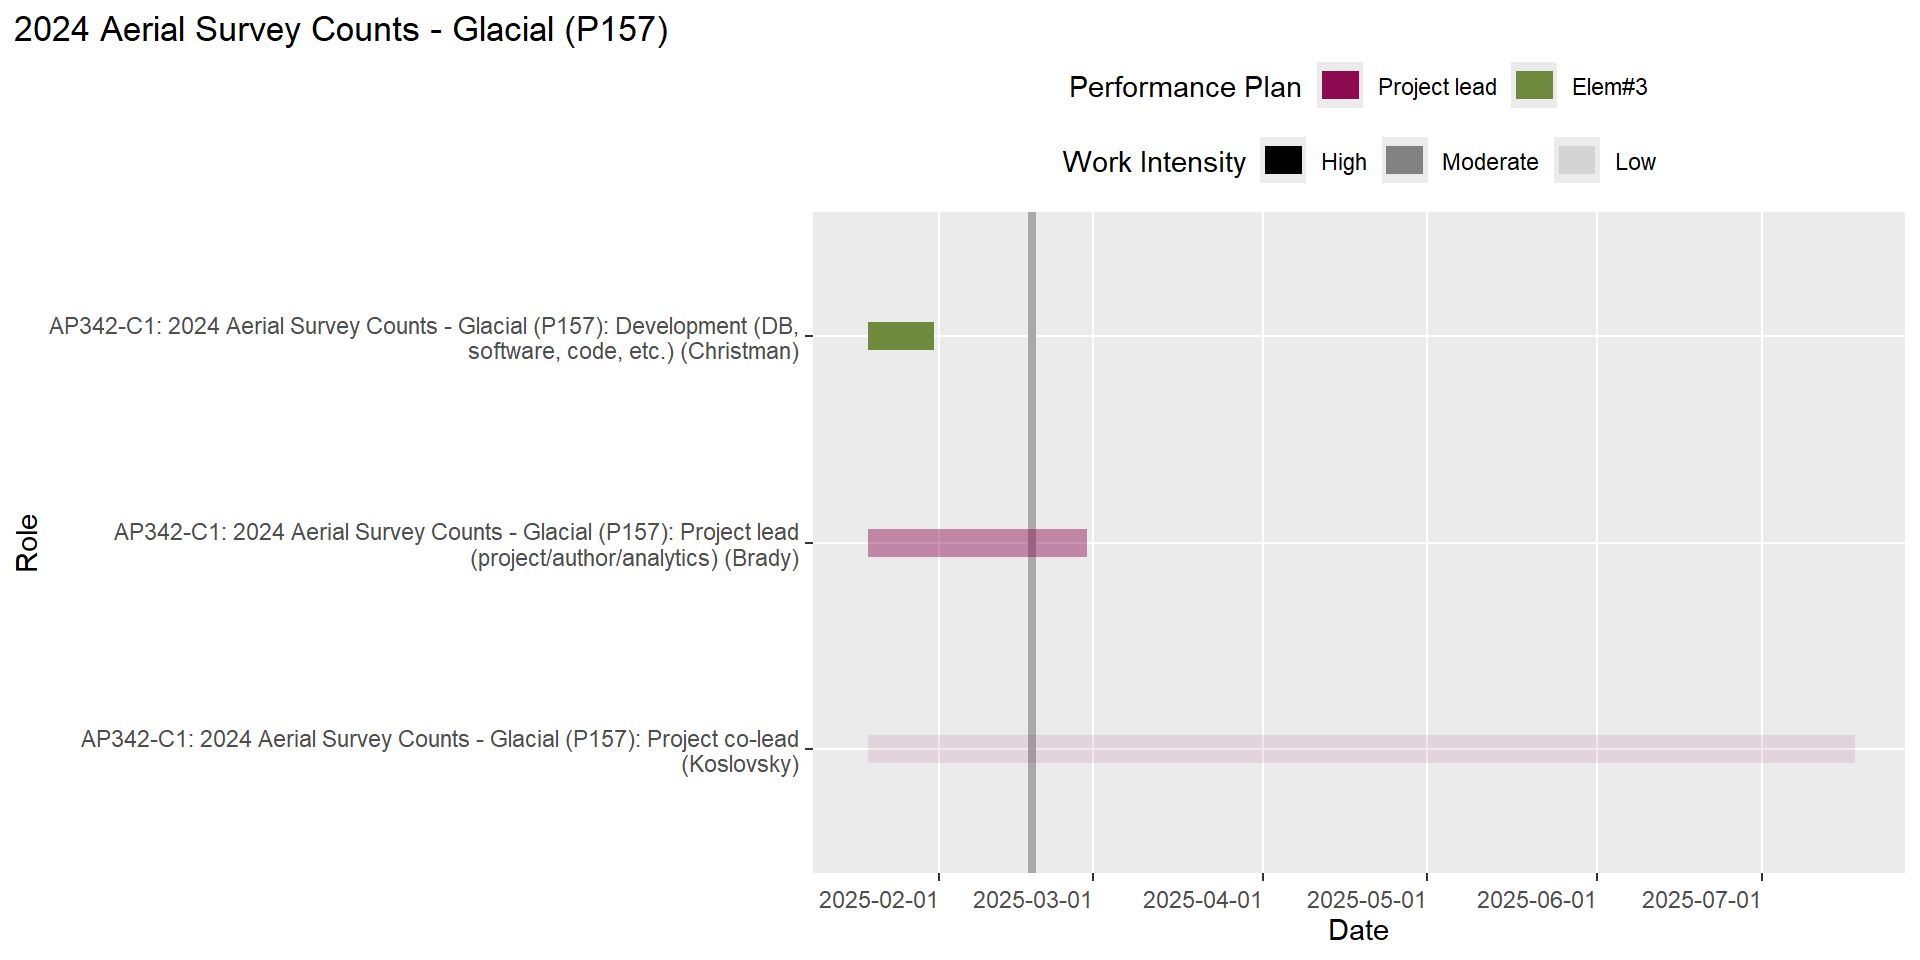 2024 Aerial Survey Counts - Glacial (P157)
Performance Plan Project lead Elem#3
Work Intensity High Moderate Low
AP342-C1: 2024 Aerial Survey Counts - Glacial (P157): Development (DB,
software, code, etc.) (Christman)
AP342-C1: 2024 Aerial Survey Counts - Glacial (P157): Project lead
(project/author/analytics) (Brady)
AP342-C1: 2024 Aerial Survey Counts - Glacial (P157): Project co-lead
(Koslovsky)
Role
2025-02-01 2025-03-01 2025-04-01 2025-05-01 2025-06-01 2025-07-01
Date